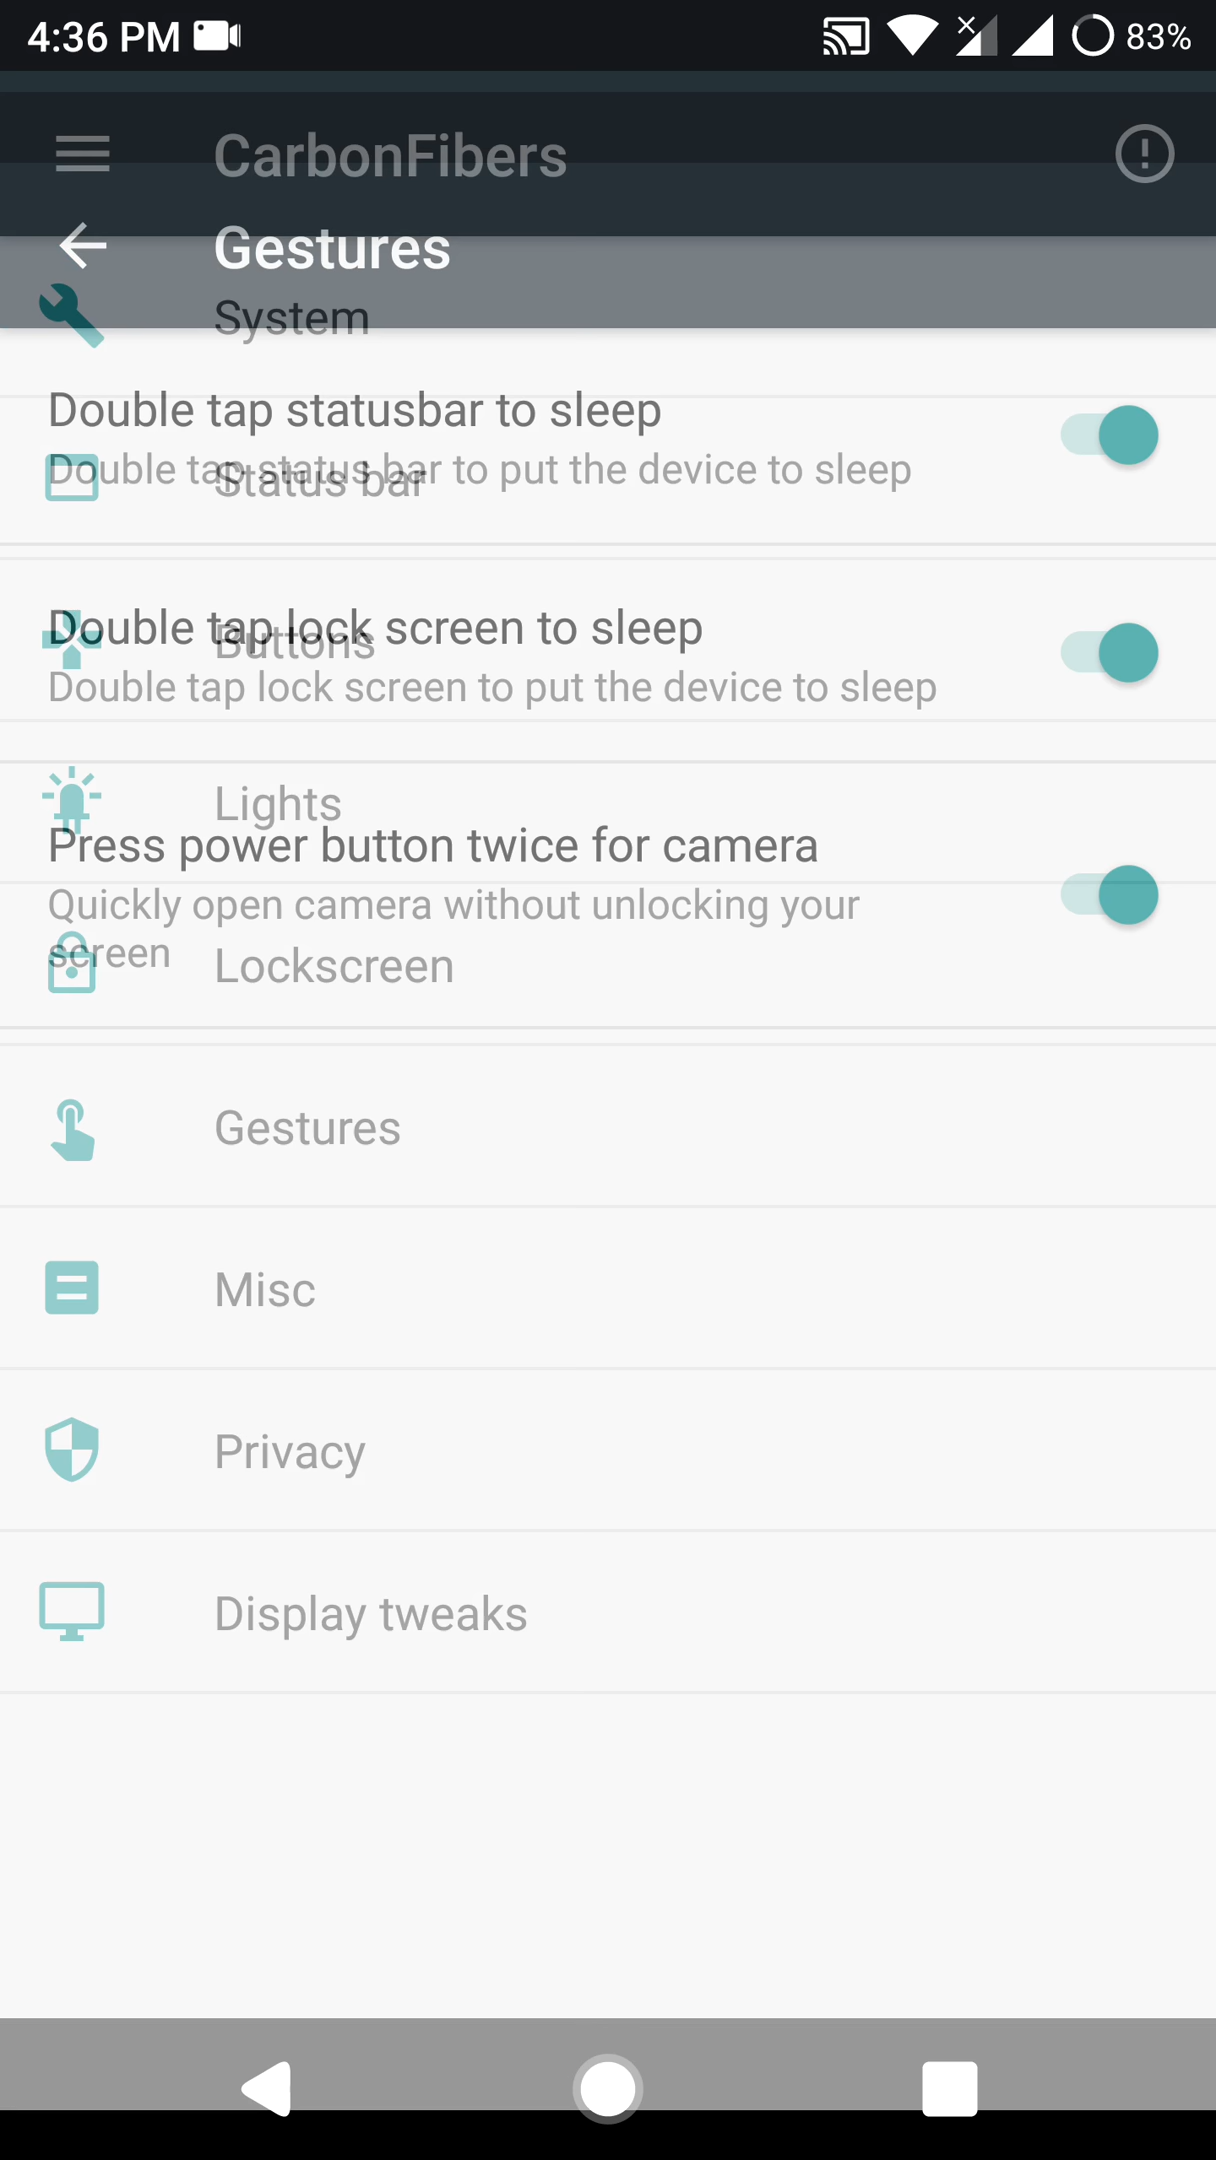 4:36 PM
83%
CarbonFibers
Gestures
System
Double tap statusbar to sleep
Double tap status bar to put the device to sleep
Status bar
Double tap lock screen to sleep
Buttons
Double tap lock screen to put the device to sleep
Lights
Press power button twice for camera
Quickly open camera without unlocking your
screen
Lockscreen
Gestures
Misc
Privacy
Display tweaks